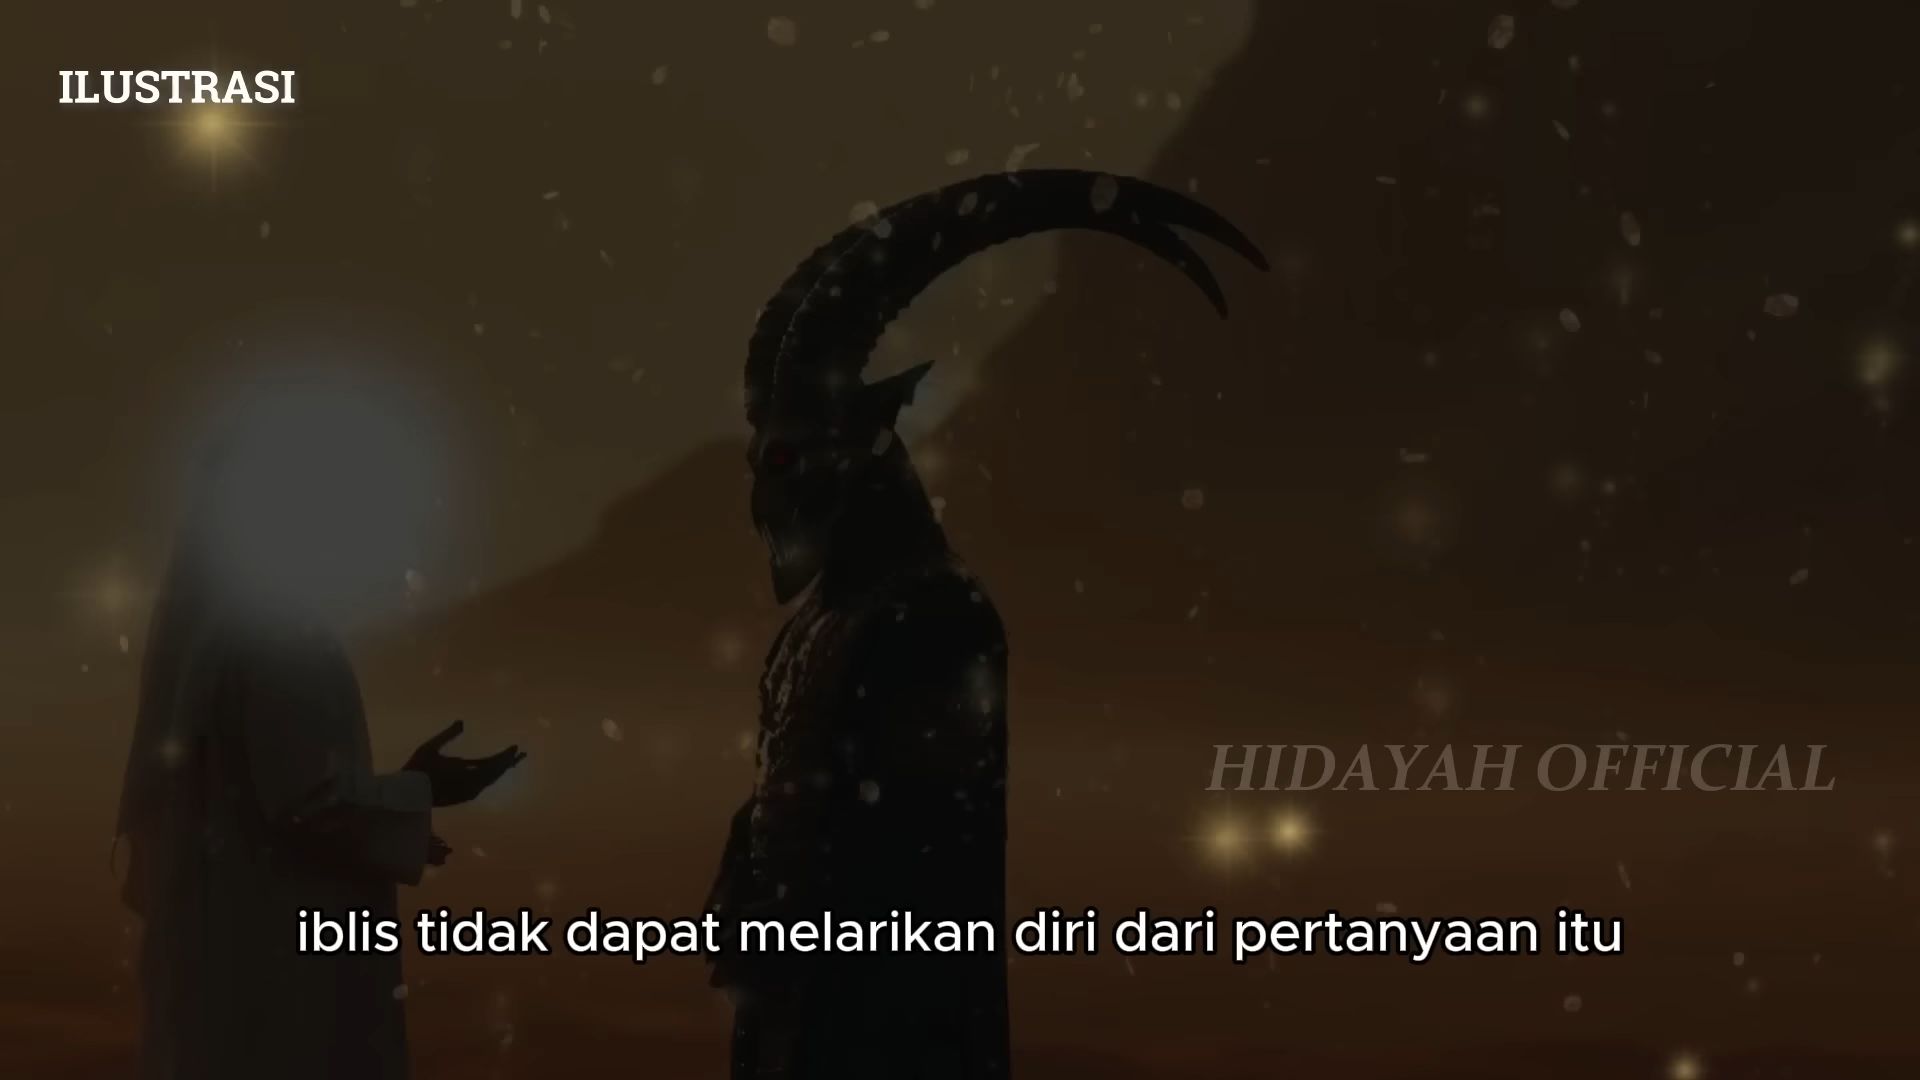 ILUSTRASI
HIDAYAH OFFICIAL
iblis tidak dapat melarikan diri dari pertanyaan itu